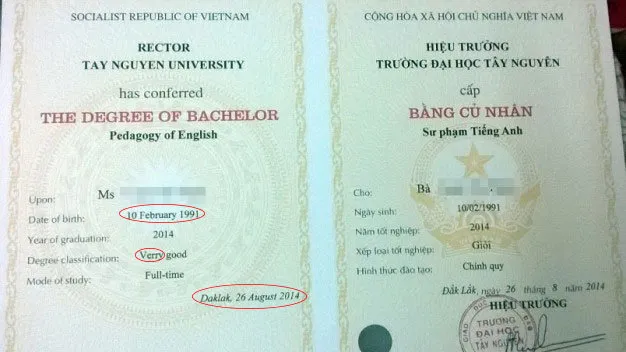 SOCIALIST REPUBLIC OF VIETNAM
RECTOR
TAY NGUYEN UNIVERSITY
has conferred
THE DEGREE OF BACHELOR
Pedagogy of English
Upon: Ms
Date of birth: 10 February 1991
Year of graduation: 2014
Degree classification: Verry good
Mode of study: Full-time
Daklak, 26 August 2014
CỘNG HÒA XÃ HỘI CHỦ NGHĨA VIỆT NAM
HIỆU TRƯỞNG
TRƯỜNG ĐẠI HỌC TÂY NGUYÊN
cấp
BẰNG CỬ NHÂN
Sư phạm Tiếng Anh
Cho: Bà
Ngày sinh: 10/02/1991
Năm tốt nghiệp: 2014
Xếp loại tốt nghiệp: Giỏi
Hình thức đào tạo: Chính quy
Đắk Lắk, ngày 26 tháng 8 năm 2014
HIỆU TRƯỞNG
TRƯỜNG
ĐẠI HỌC
TÂY NGUYÊN